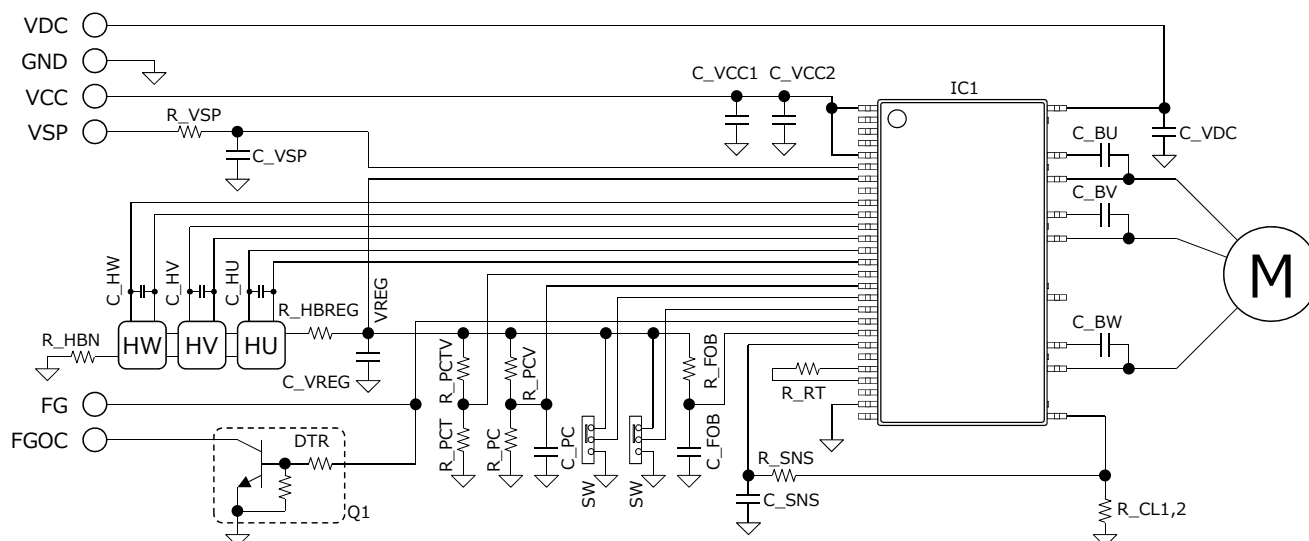 VDC
GND
VCC
VSP
R_VSP
C_VSP
C_VCC1
C_VCC2
IC1
C_VDC
C_BU
C_BV
M
C_BW
C_HW
C_HV
C_HU
HW
HV
HU
R_HBN
R_HBREG
VREG
C_VREG
R_PCTV
R_PCV
R_FOB
R_RT
FG
FGOC
DTR
Q1
R_PCT
R_PC
C_PC
SW
SW
C_FOB
R_SNS
C_SNS
R_CL1,2